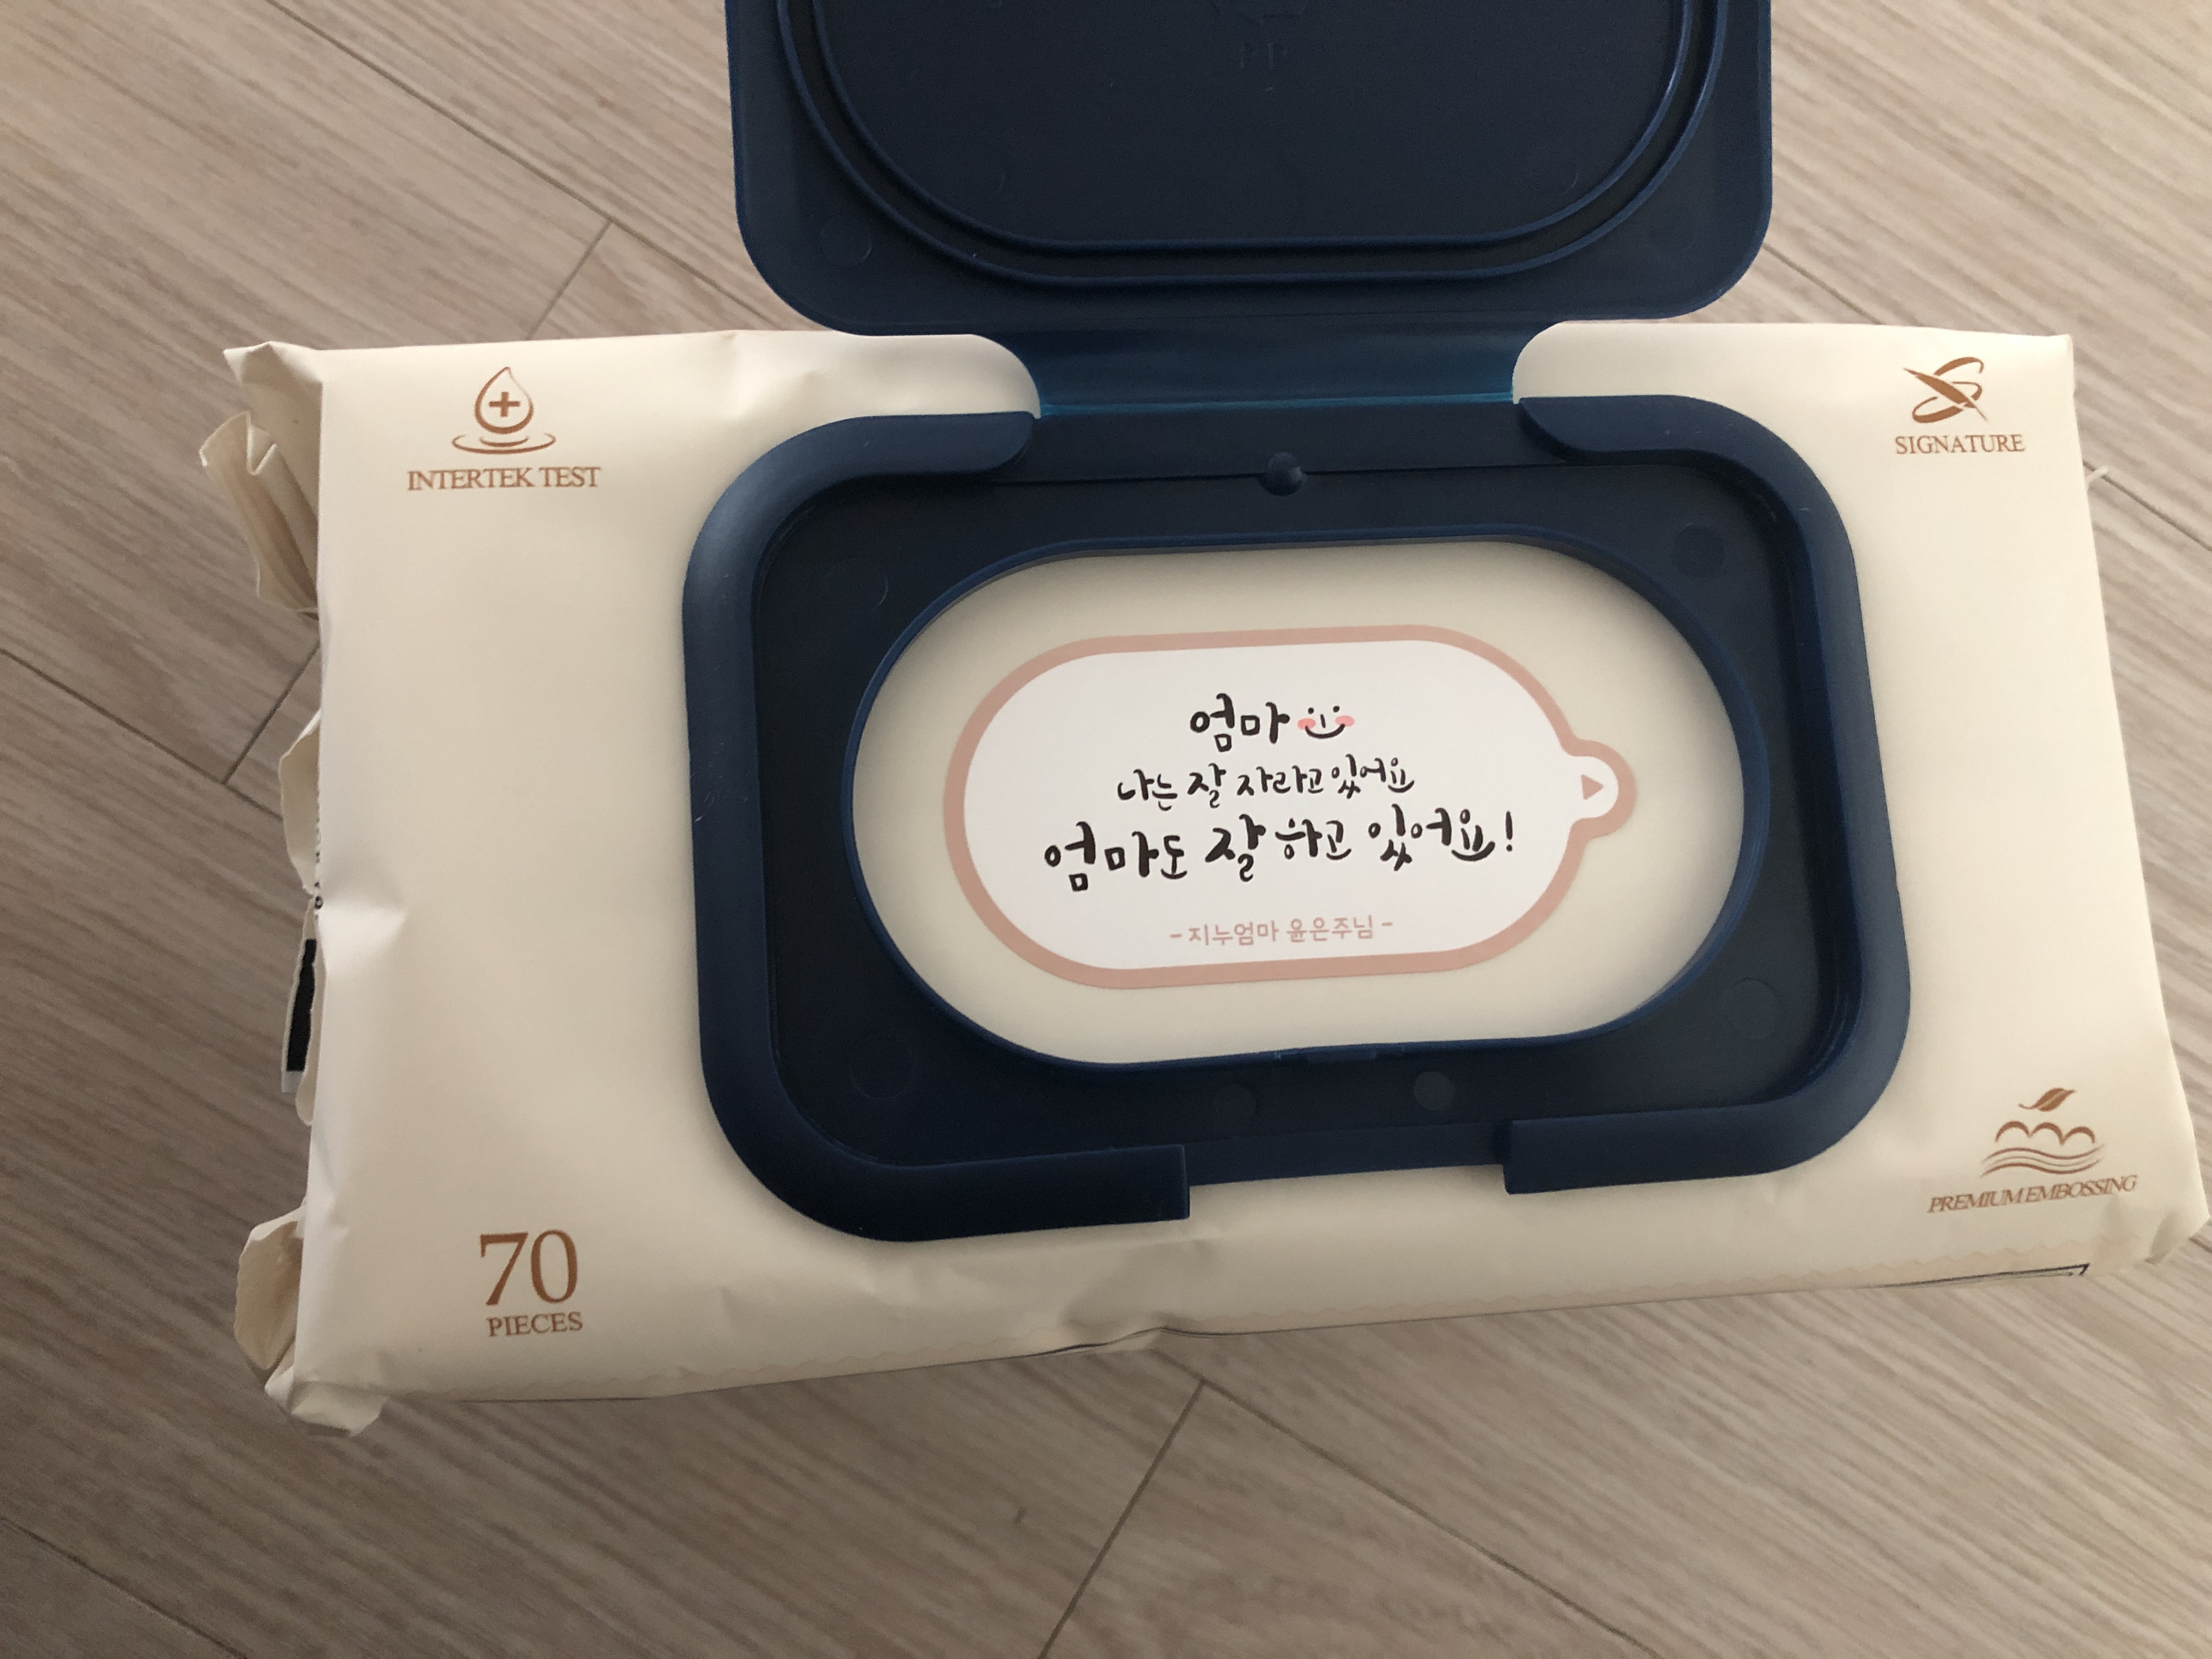 PP
INTERTEK TEST
SIGNATURE
엄마
나는 잘 자라고 있어요
엄마도 잘하고 있어요!
-지누엄마 윤은주님-
70
PIECES
PREMIUM EMBOSSING